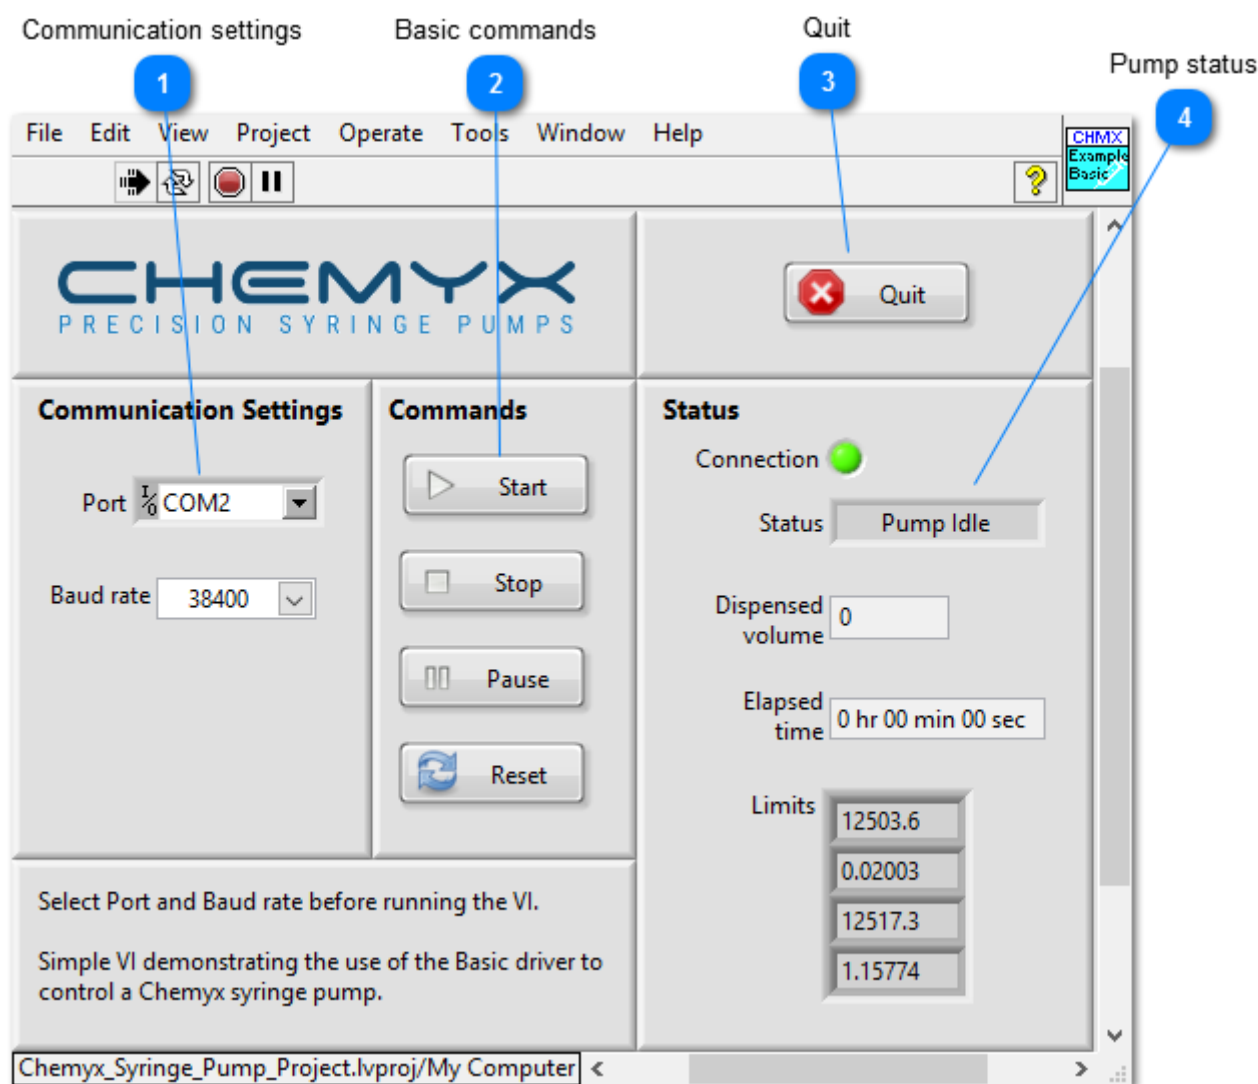 Communication settings
Basic commands
Quit
Pump status
1
2
3
4
File Edit View Project Operate Tools Window Help
CHMX
Example
Basic
CHEMYX
PRECISION SYRINGE PUMPS
Quit
Communication Settings
Port
I/O
COM2
Baud rate
38400
Commands
Start
Stop
Pause
Reset
Status
Connection
Status
Pump Idle
Dispensed
volume
0
Elapsed
time
0 hr 00 min 00 sec
Limits
12503.6
0.02003
12517.3
1.15774
Select Port and Baud rate before running the VI.
Simple VI demonstrating the use of the Basic driver to
control a Chemyx syringe pump.
Chemyx_Syringe_Pump_Project.lvproj/My Computer